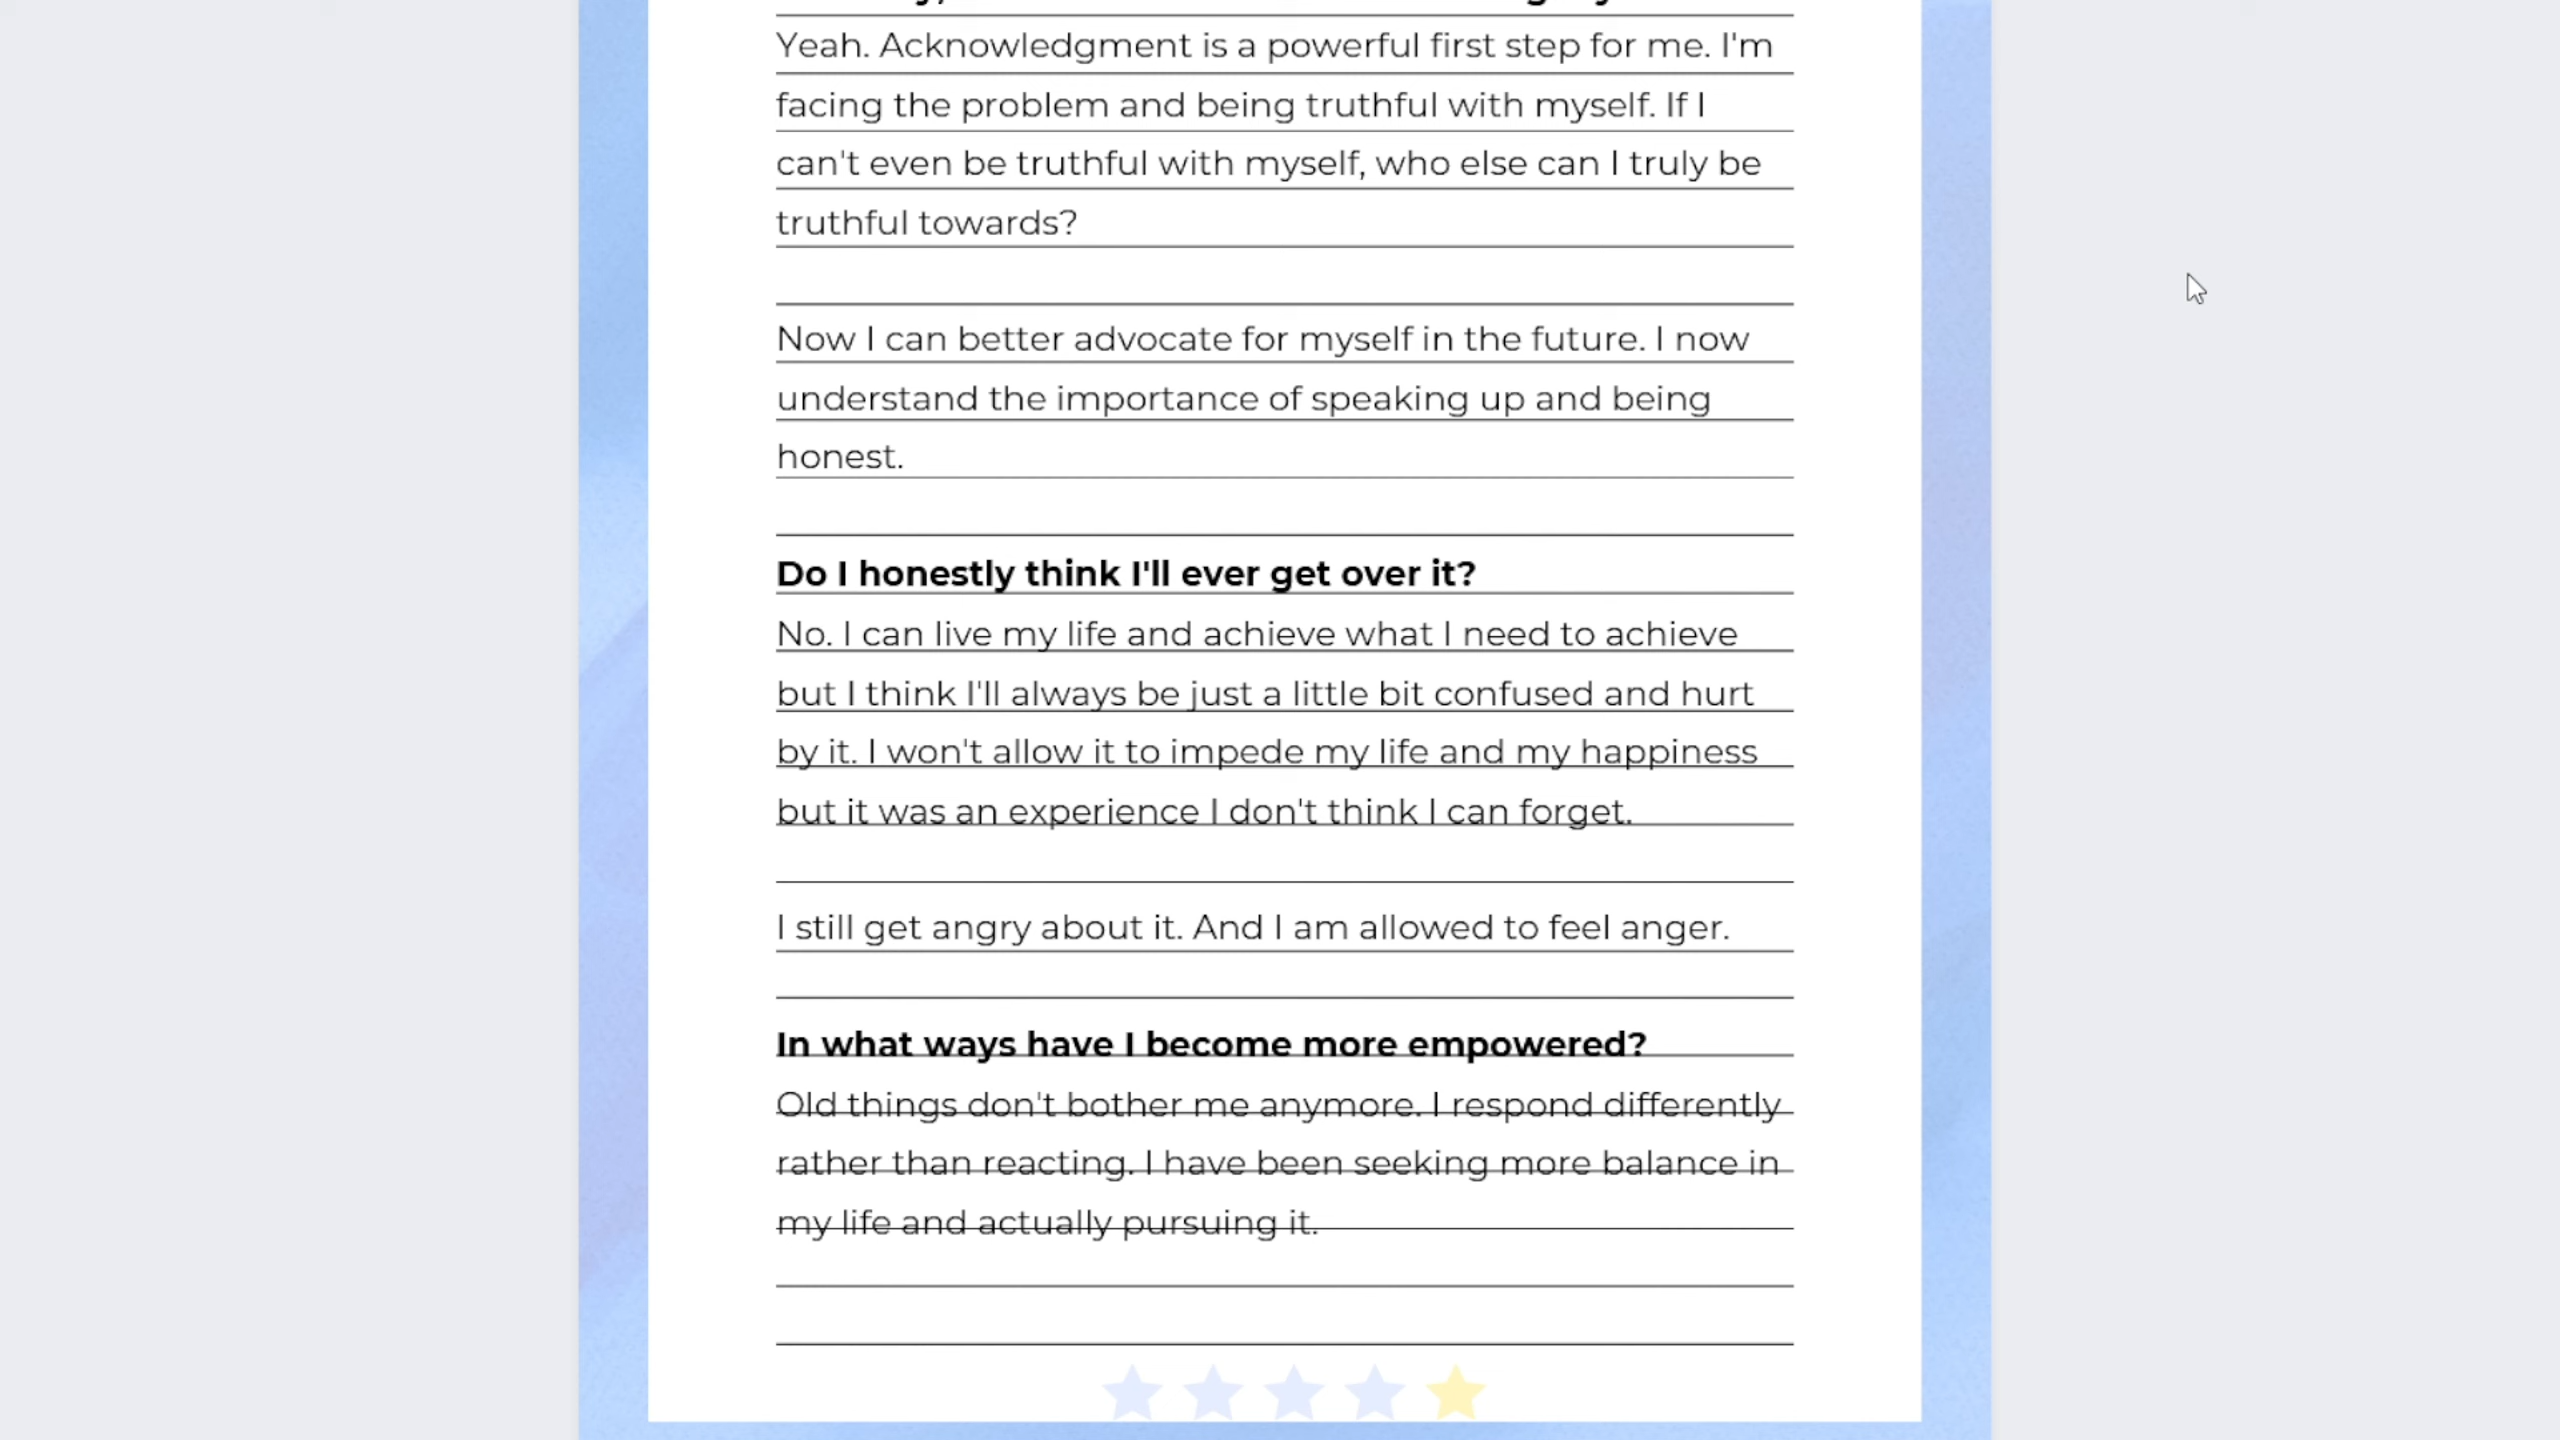 Yeah. Acknowledgment is a powerful first step for me. I'm
facing the problem and being truthful with myself. If I
can't even be truthful with myself, who else can I truly be
truthful towards?
Now I can better advocate for myself in the future. I now
understand the importance of speaking up and being
honest.
Do I honestly think I'll ever get over it?
No. I can live my life and achieve what I need to achieve
but I think I'll always be just a little bit confused and hurt
by it. I won't allow it to impede my life and my happiness
but it was an experience I don't think I can forget.
I still get angry about it. And I am allowed to feel anger.
In what ways have I become more empowered?
Old things don't bother me anymore. I respond differently
rather than reacting. I have been seeking more balance in
my life and actually pursuing it.